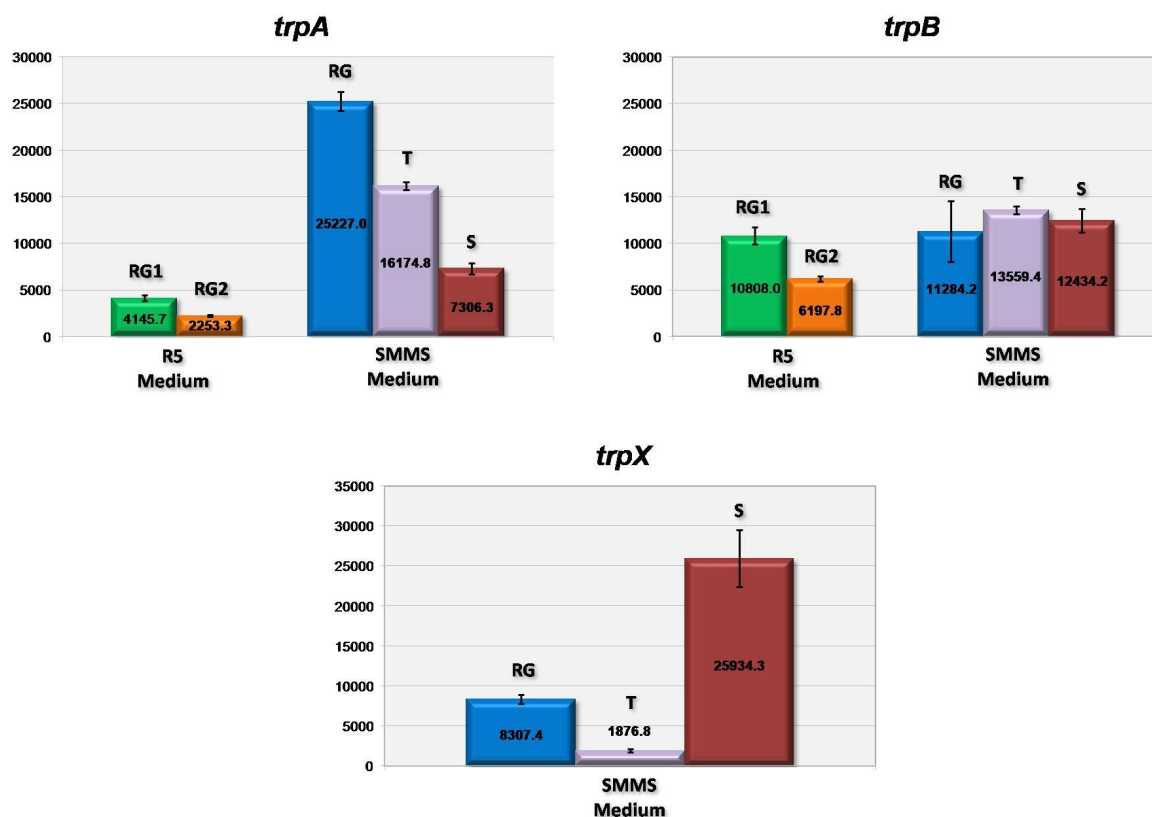 trpA
30000
25000
20000
15000
10000
5000
0
RG
T
S
RG1
RG2
25227.0
16174.8
7306.3
4145.7
2253.3
R5
Medium
SMMS
Medium
trpB
30000
25000
20000
15000
10000
5000
0
RG1
RG2
RG
T
S
10808.0
6197.8
11284.2
13559.4
12434.2
R5
Medium
SMMS
Medium
trpX
35000
30000
25000
20000
15000
10000
5000
0
RG
T
S
8307.4
1876.8
25934.3
SMMS
Medium